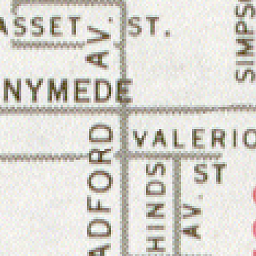 ASSET ST.
AV.
SIMPS
NYMEDE
VALERIO
ADFORD
HINDS
AV.
ST